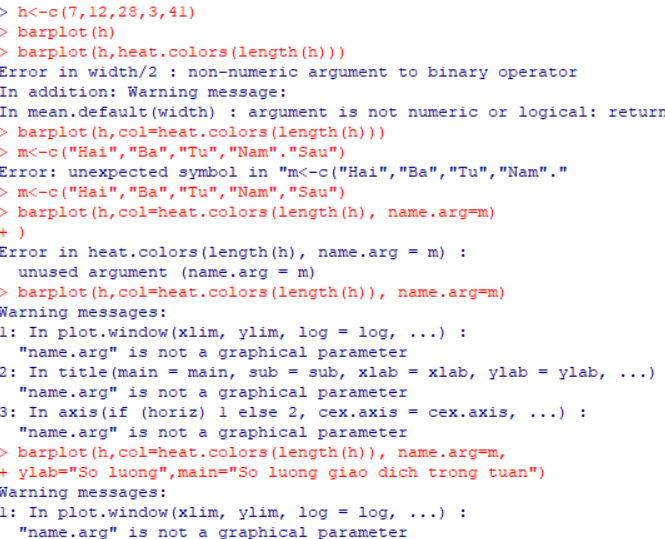 > h<-c(7,12,28,3,41)
> barplot(h)
> barplot(h,heat.colors(length(h)))
Error in width/2 : non-numeric argument to binary operator
In addition: Warning message:
In mean.default(width) : argument is not numeric or logical: return
> barplot(h,col=heat.colors(length(h)))
> m<-c("Hai","Ba","Tu","Nam"."Sau")
Error: unexpected symbol in "m<-c("Hai","Ba","Tu","Nam"."
> m<-c("Hai","Ba","Tu","Nam","Sau")
> barplot(h,col=heat.colors(length(h), name.arg=m)
+ )
Error in heat.colors(length(h), name.arg = m) :
  unused argument (name.arg = m)
> barplot(h,col=heat.colors(length(h)), name.arg=m)
Warning messages:
1: In plot.window(xlim, ylim, log = log, ...) :
  "name.arg" is not a graphical parameter
2: In title(main = main, sub = sub, xlab = xlab, ylab = ylab, ...)
  "name.arg" is not a graphical parameter
3: In axis(if (horiz) 1 else 2, cex.axis = cex.axis, ...) :
  "name.arg" is not a graphical parameter
> barplot(h,col=heat.colors(length(h)), name.arg=m,
+ ylab="So luong",main="So luong giao dich trong tuan")
Warning messages:
1: In plot.window(xlim, ylim, log = log, ...) :
  "name.arg" is not a graphical parameter